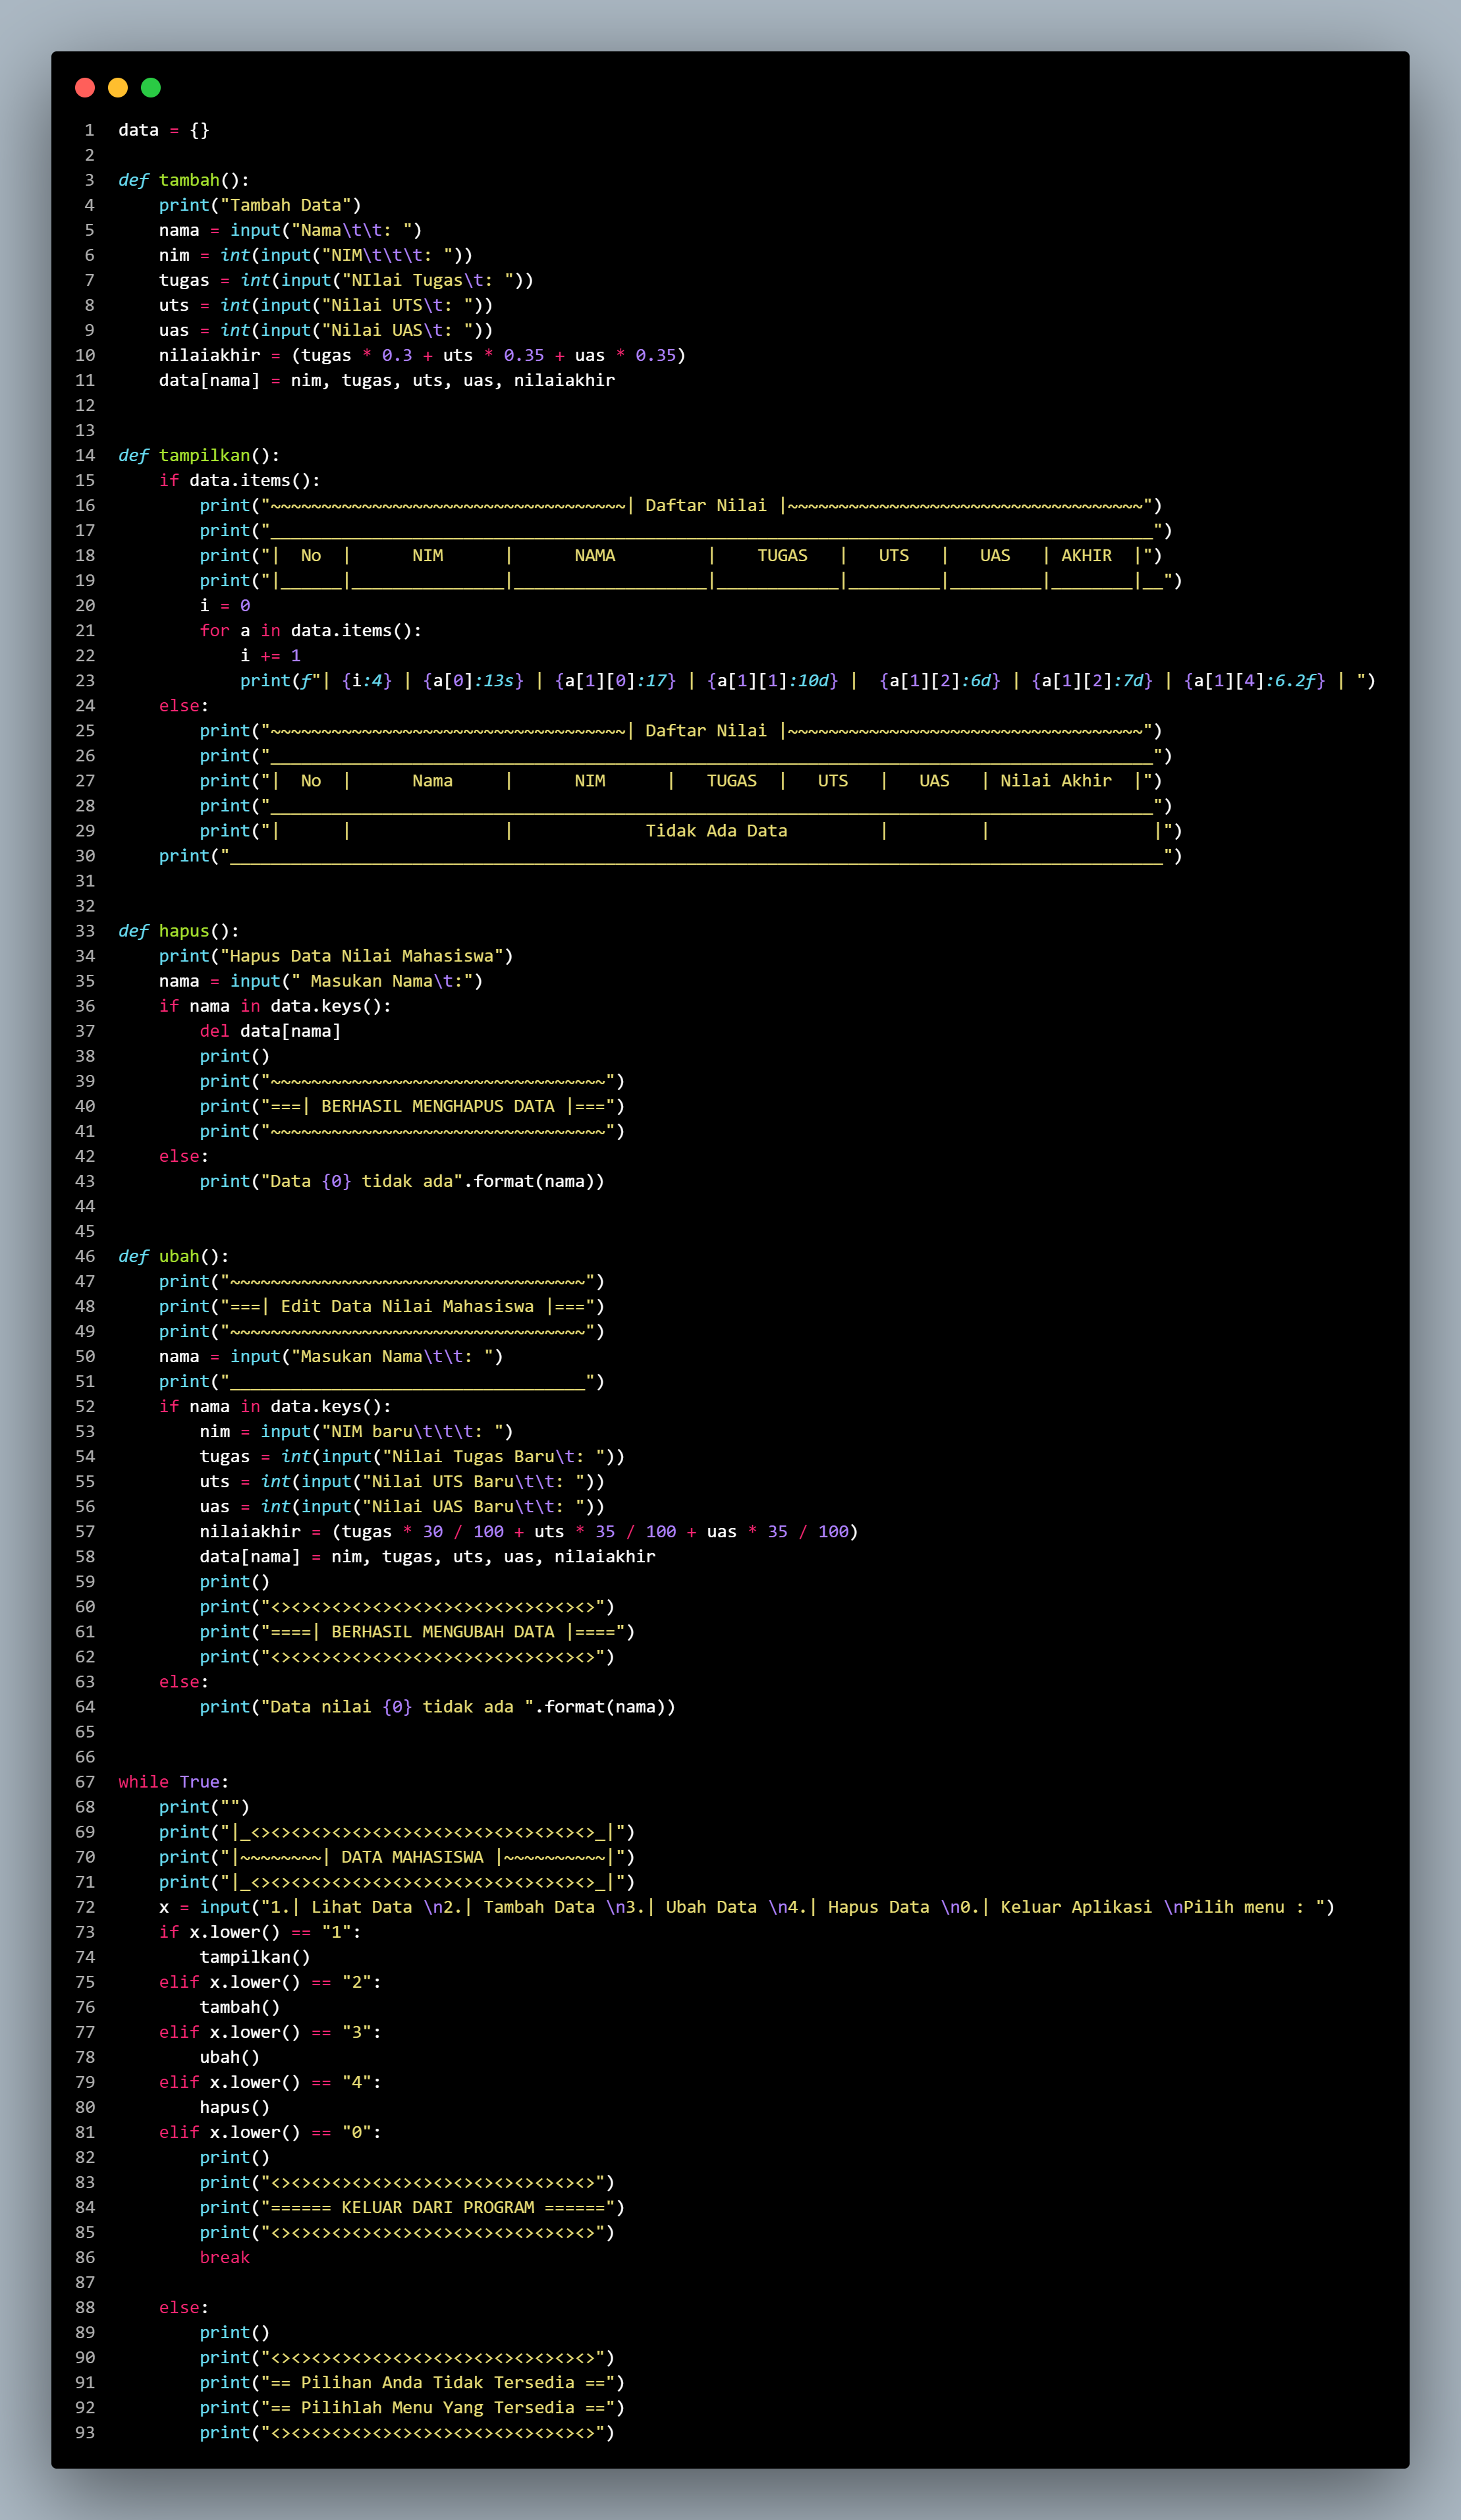 1 data = {}
2
3 def tambah():
4     print("Tambah Data")
5     nama = input("Nama\t\t: ")
6     nim = int(input("NIM\t\t\t: "))
7     tugas = int(input("NIlai Tugas\t: "))
8     uts = int(input("Nilai UTS\t: "))
9     uas = int(input("Nilai UAS\t: "))
10     nilaiakhir = (tugas * 0.3 + uts * 0.35 + uas * 0.35)
11     data[nama] = nim, tugas, uts, uas, nilaiakhir
12
13
14 def tampilkan():
15     if data.items():
16         print("~~~~~~~~~~~~~~~~~~~~~~~~~~~~~~~~~~~| Daftar Nilai |~~~~~~~~~~~~~~~~~~~~~~~~~~~~~~~~~~~")
17         print("_______________________________________________________________________________________")
18         print("|  No  |      NIM      |      NAMA         |    TUGAS   |   UTS   |   UAS   | AKHIR  |")
19         print("|______|_______________|___________________|____________|_________|_________|________|__")
20         i = 0
21         for a in data.items():
22             i += 1
23             print(f"| {i:4} | {a[0]:13s} | {a[1][0]:17} | {a[1][1]:10d} |  {a[1][2]:6d} | {a[1][2]:7d} | {a[1][4]:6.2f} | ")
24     else:
25         print("~~~~~~~~~~~~~~~~~~~~~~~~~~~~~~~~~~~| Daftar Nilai |~~~~~~~~~~~~~~~~~~~~~~~~~~~~~~~~~~~")
26         print("_______________________________________________________________________________________")
27         print("|  No  |      Nama     |      NIM      |   TUGAS  |   UTS   |   UAS   | Nilai Akhir  |")
28         print("_______________________________________________________________________________________")
29         print("|      |               |             Tidak Ada Data         |         |                |")
30     print("____________________________________________________________________________________________")
31
32
33 def hapus():
34     print("Hapus Data Nilai Mahasiswa")
35     nama = input(" Masukan Nama\t:")
36     if nama in data.keys():
37         del data[nama]
38         print()
39         print("~~~~~~~~~~~~~~~~~~~~~~~~~~~~~~~~~")
40         print("===| BERHASIL MENGHAPUS DATA |===")
41         print("~~~~~~~~~~~~~~~~~~~~~~~~~~~~~~~~~")
42     else:
43         print("Data {0} tidak ada".format(nama))
44
45
46 def ubah():
47     print("~~~~~~~~~~~~~~~~~~~~~~~~~~~~~~~~~~~")
48     print("===| Edit Data Nilai Mahasiswa |===")
49     print("~~~~~~~~~~~~~~~~~~~~~~~~~~~~~~~~~~~")
50     nama = input("Masukan Nama\t\t: ")
51     print("___________________________________")
52     if nama in data.keys():
53         nim = input("NIM baru\t\t\t: ")
54         tugas = int(input("Nilai Tugas Baru\t: "))
55         uts = int(input("Nilai UTS Baru\t\t: "))
56         uas = int(input("Nilai UAS Baru\t\t: "))
57         nilaiakhir = (tugas * 30 / 100 + uts * 35 / 100 + uas * 35 / 100)
58         data[nama] = nim, tugas, uts, uas, nilaiakhir
59         print()
60         print("<><><><><><><><><><><><><><><><>")
61         print("====| BERHASIL MENGUBAH DATA |====")
62         print("<><><><><><><><><><><><><><><><>")
63     else:
64         print("Data nilai {0} tidak ada ".format(nama))
65
66
67 while True:
68     print("")
69     print("|_<><><><><><><><><><><><><><><><><>_|")
70     print("|~~~~~~~~| DATA MAHASISWA |~~~~~~~~~~|")
71     print("|_<><><><><><><><><><><><><><><><><>_|")
72     x = input("1.| Lihat Data \n2.| Tambah Data \n3.| Ubah Data \n4.| Hapus Data \n0.| Keluar Aplikasi \nPilih menu : ")
73     if x.lower() == "1":
74         tampilkan()
75     elif x.lower() == "2":
76         tambah()
77     elif x.lower() == "3":
78         ubah()
79     elif x.lower() == "4":
80         hapus()
81     elif x.lower() == "0":
82         print()
83         print("<><><><><><><><><><><><><><><><>")
84         print("====== KELUAR DARI PROGRAM ======")
85         print("<><><><><><><><><><><><><><><><>")
86         break
87
88     else:
89         print()
90         print("<><><><><><><><><><><><><><><><>")
91         print("== Pilihan Anda Tidak Tersedia ==")
92         print("== Pilihlah Menu Yang Tersedia ==")
93         print("<><><><><><><><><><><><><><><><>")